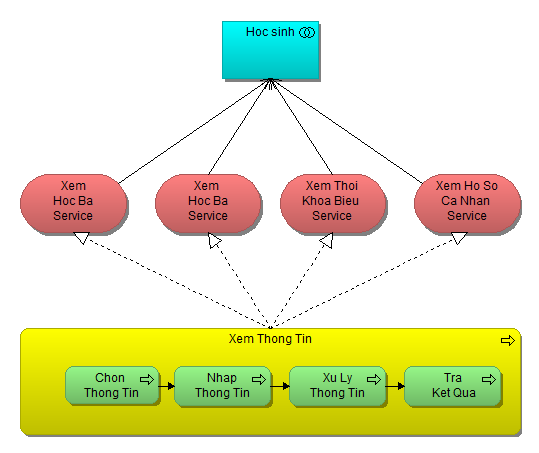 Hoc sinh
Xem
Hoc Ba
Service
Xem
Hoc Ba
Service
Xem Thoi
Khoa Bieu
Service
Xem Ho So
Ca Nhan
Service
Xem Thong Tin
Chon
Thong Tin
Nhap
Thong Tin
Xu Ly
Thong Tin
Tra
Ket Qua